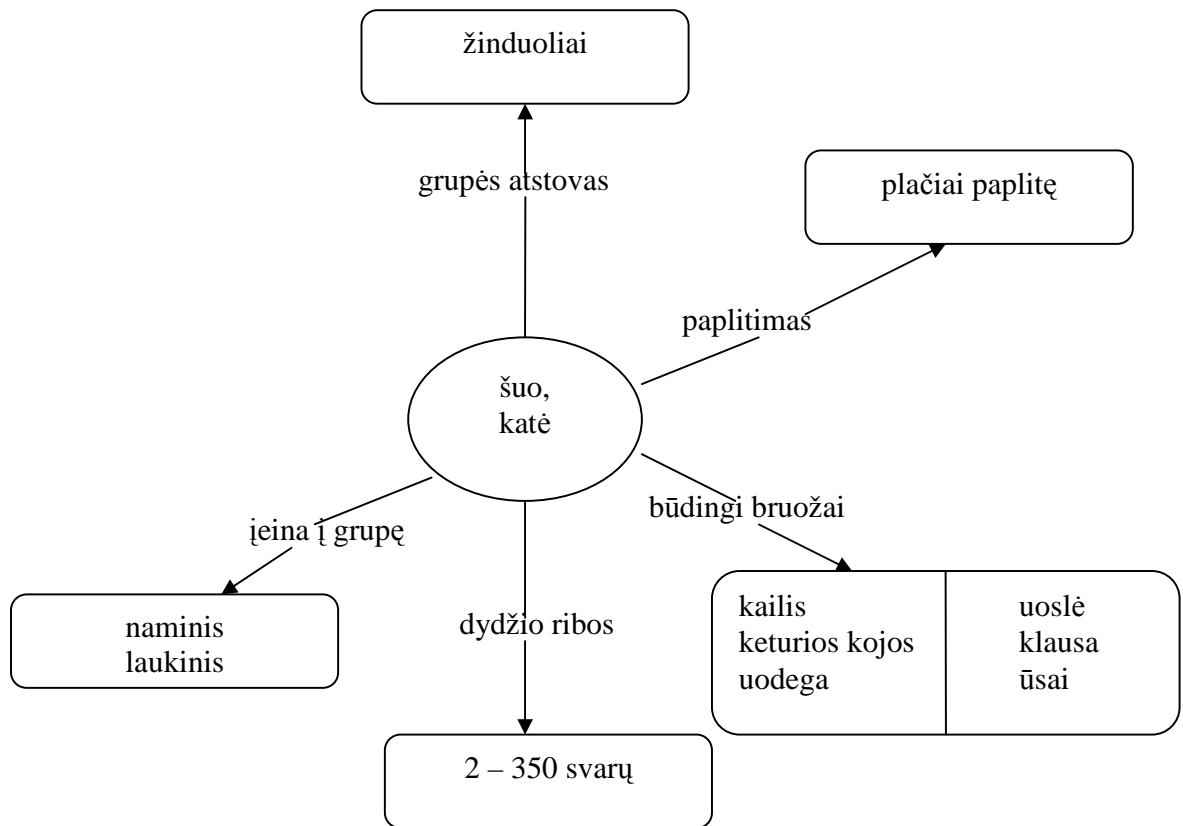 žinduoliai
grupės atstovas
plačiai paplitę
paplitimas
šuo,
katė
būdingi bruožai
įeina į grupę
kailis
keturios kojos
uodega
uoslė
klausa
ūsai
naminis
laukinis
dydžio ribos
2 – 350 svarų